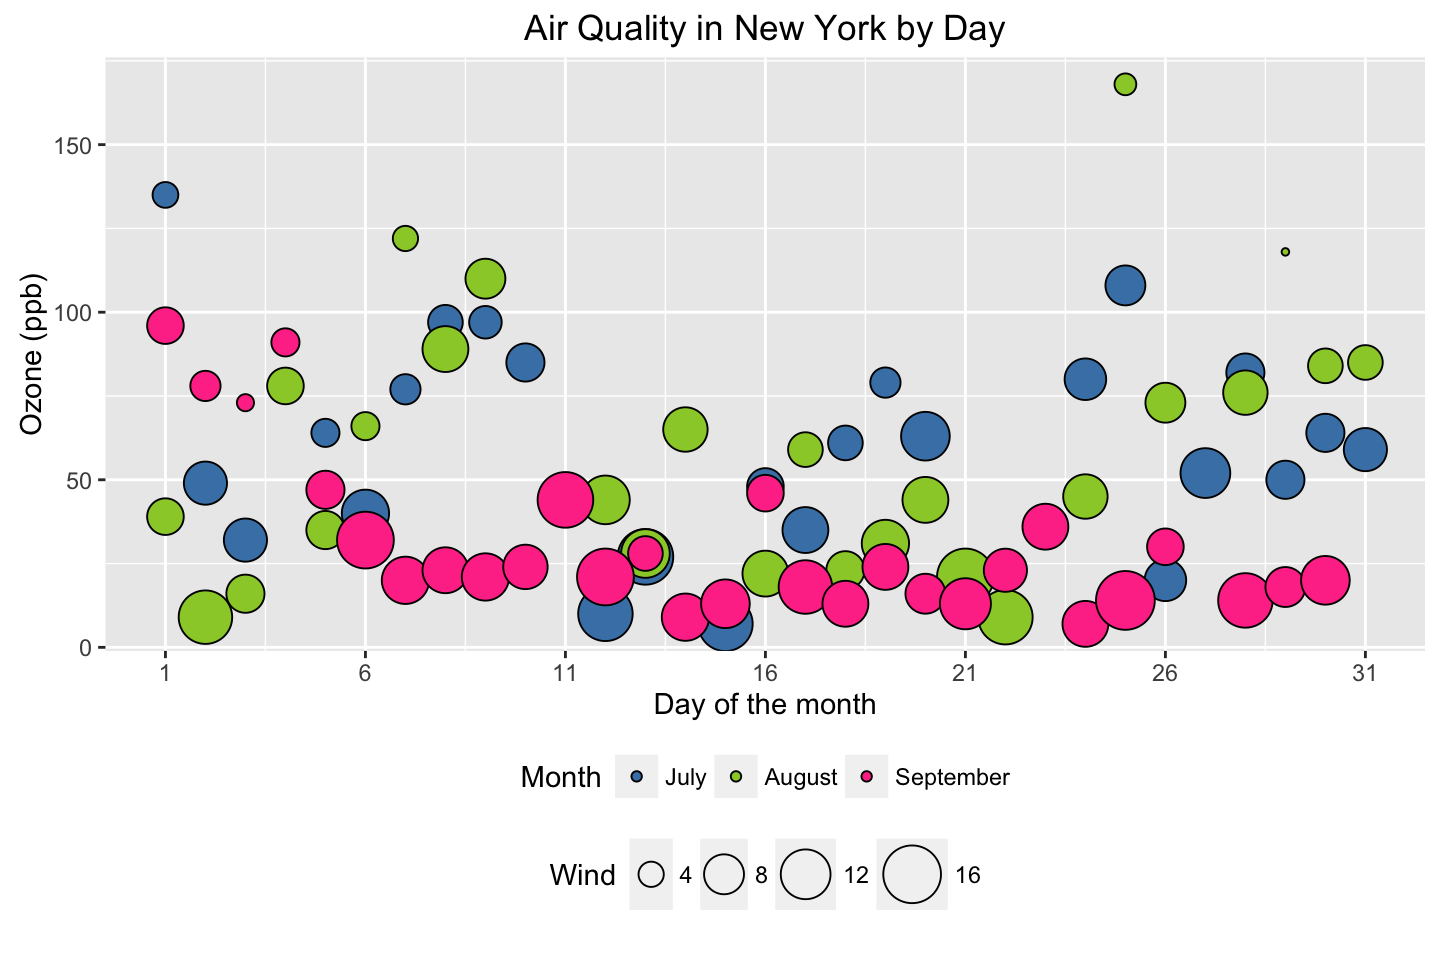 Air Quality in New York by Day
Ozone (ppb)
150
100
50
0
1 6 11 16 21 26 31
Day of the month
Month July August September
Wind 4 8 12 16